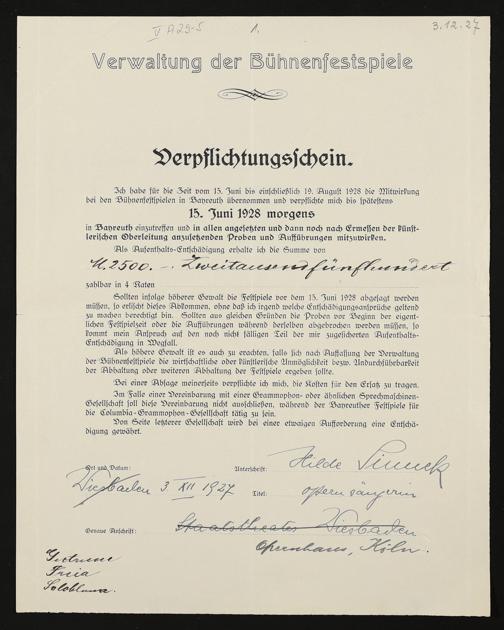 V A 29-5
1.
3.12.27
Verwaltung der Bühnenfestspiele
Verpflichtungsschein.
Ich habe für die Zeit vom 15. Juni bis einschließlich 19. August 1928 die Mitwirkung
bei den Bühnenfestspielen in Bayreuth übernommen und verpflichte mich bis spätestens
15. Juni 1928 morgens
in Bayreuth einzutreffen und in allen angesetzten und dann noch nach Ermessen der künst-
lerischen Oberleitung anzusetzenden Proben und Aufführungen mitzuwirken.
Als Aufenthalts-Entschädigung erhalte ich die Summe von
M. 2500. –. Zweitausendfünfhundert
zahlbar in 4 Raten
Sollten infolge höherer Gewalt die Festspiele vor dem 15. Juni 1928 abgesagt werden
müssen, so erlischt dieses Abkommen, ohne daß ich irgend welche Entschädigungsansprüche geltend
zu machen berechtigt bin. Sollten aus gleichen Gründen die Proben vor Beginn der eigent-
lichen Festspielzeit oder die Aufführungen während derselben abgebrochen werden müssen, so
kommt mein Anspruch auf den noch nicht fälligen Teil der mir zugesicherten Aufenthalts-
Entschädigung in Wegfall.
Als höhere Gewalt ist es auch zu erachten, falls sich nach Auffassung der Verwaltung
der Bühnenfestspiele die wirtschaftliche oder künstlerische Unmöglichkeit bezw. Undurchführbarkeit
der Abhaltung oder weiteren Abhaltung der Festspiele ergeben sollte.
Bei einer Absage meinerseits verpflichte ich mich, die Kosten für den Ersatz zu tragen.
Im Falle einer Vereinbarung mit einer Grammophon- oder ähnlichen Sprechmaschinen-
Gesellschaft soll diese Vereinbarung nicht ausschließen, während der Bayreuther Festspiele für
die Columbia-Grammophon-Gesellschaft tätig zu sein.
Von Seite letzterer Gesellschaft wird bei einer etwaigen Aufforderung eine Entschä-
digung gewährt.
Ort und Datum:
Unterschrift: Hilde Sinnek
Wiesbaden 3 XII 1927
Titel: Opernsängerin
Genaue Anschrift: Staatstheater Wiesbaden
Opernhaus, Köln.
Gutrune
Freia
Soloblume.